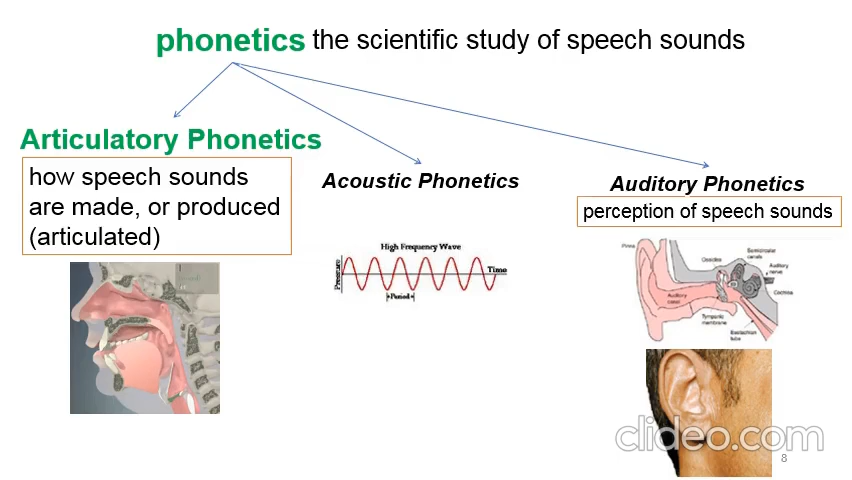 phonetics the scientific study of speech sounds
Articulatory Phonetics
how speech sounds
are made, or produced
(articulated)
Acoustic Phonetics
High Frequency Wave
Pressure
Time
Period
Auditory Phonetics
perception of speech sounds
Pinna
Ossicles
Semicircular
canals
Auditory
nerve
Cochlea
Auditory
canal
Tympanic
membrane
Eustachian
tube
clideo.com
8